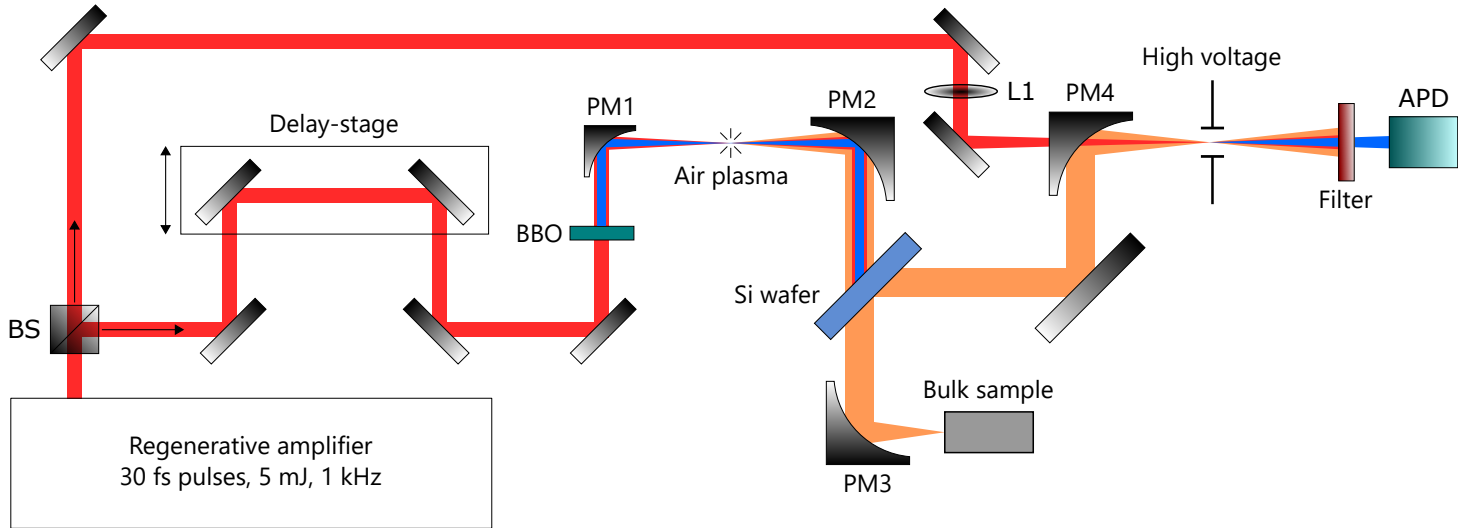 High voltage
L1
PM1
PM2
PM4
APD
Delay-stage
Air plasma
Filter
BBO
Si wafer
BS
Bulk sample
Regenerative amplifier
30 fs pulses, 5 mJ, 1 kHz
PM3